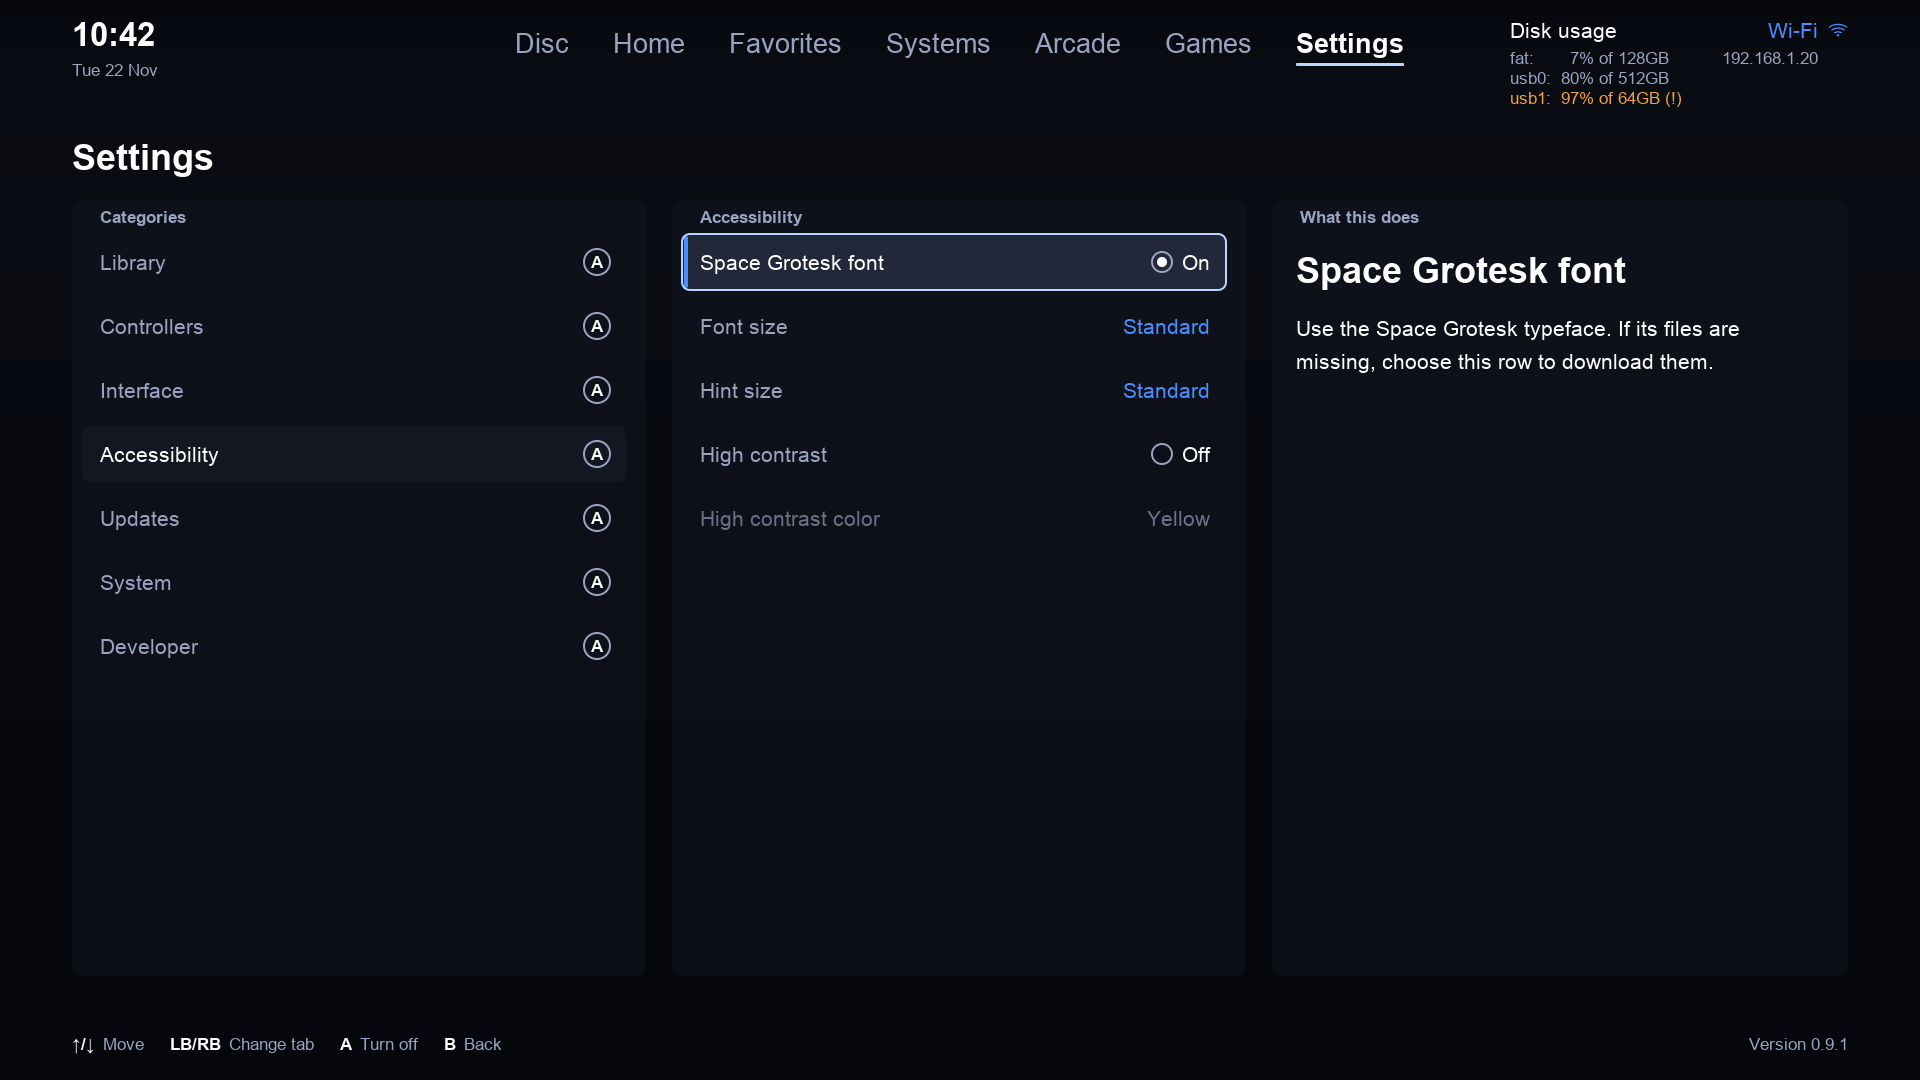 10:42
Tue 22 Nov
Disc Home Favorites Systems Arcade Games Settings
Disk usage
fat: 7% of 128GB
usb0: 80% of 512GB
usb1: 97% of 64GB (!)
Wi-Fi
192.168.1.20
Settings
Categories
Library A
Controllers A
Interface A
Accessibility A
Updates A
System A
Developer A
Accessibility
Space Grotesk font On
Font size Standard
Hint size Standard
High contrast Off
High contrast color Yellow
What this does
Space Grotesk font
Use the Space Grotesk typeface. If its files are
missing, choose this row to download them.
↑/↓ Move LB/RB Change tab A Turn off B Back
Version 0.9.1